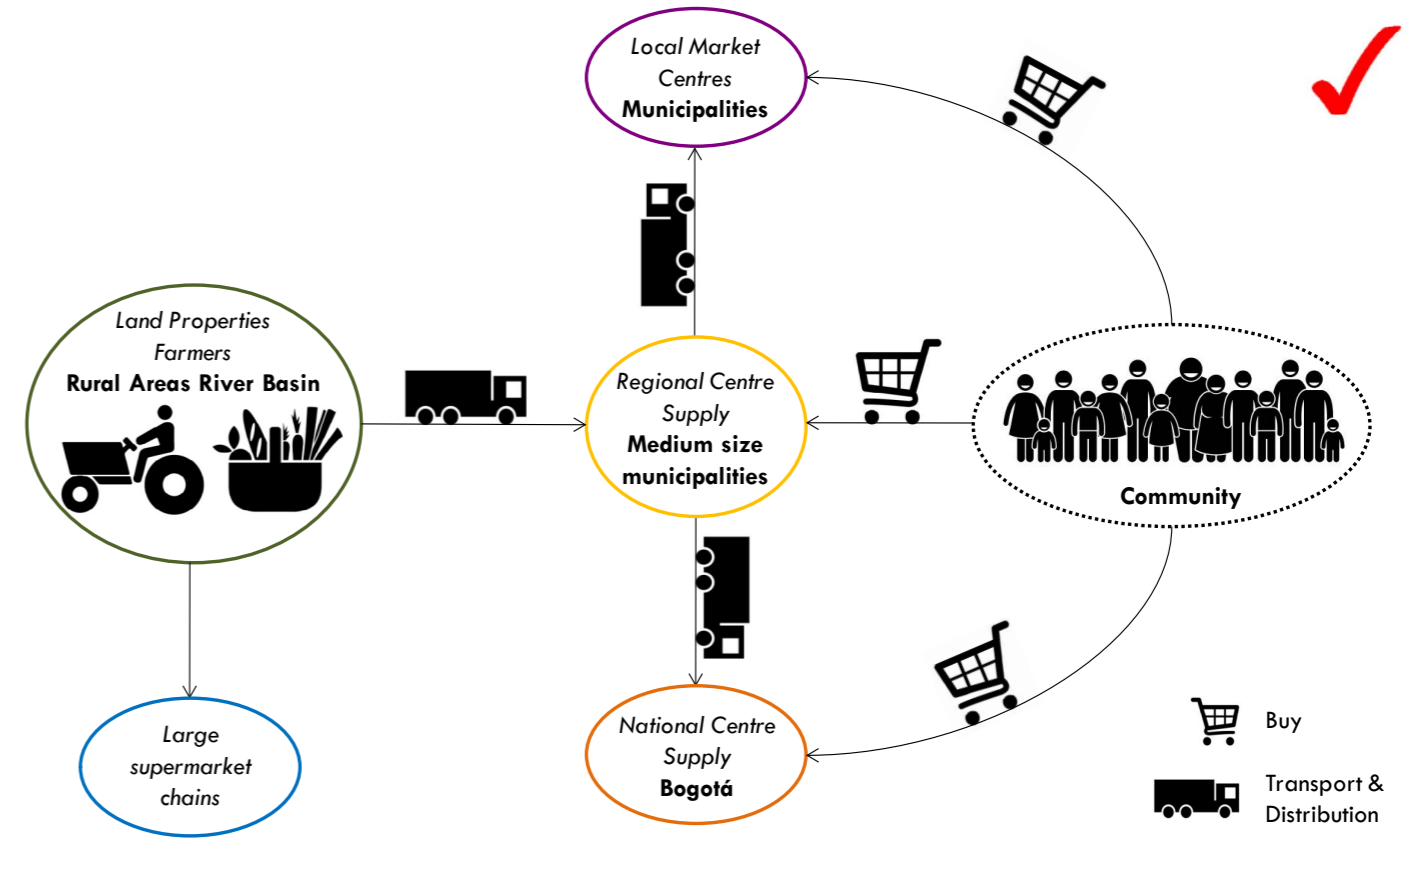 Local Market
Centres
Municipalities
Land Properties
Farmers
Rural Areas River Basin
Regional Centre
Supply
Medium size
municipalities
Community
Large
supermarket
chains
National Centre
Supply
Bogotá
Buy
Transport &
Distribution